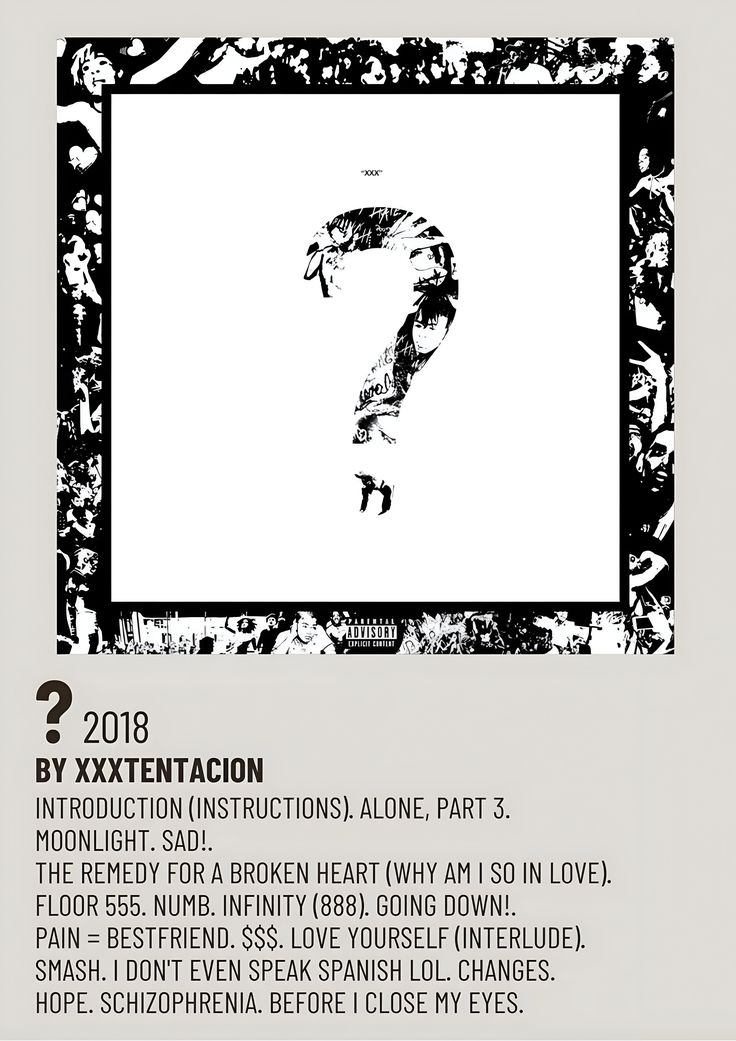 "XXX"
PARENTAL
ADVISORY
EXPLICIT CONTENT
? 2018
BY XXXTENTACION
INTRODUCTION (INSTRUCTIONS). ALONE, PART 3.
MOONLIGHT. SAD!.
THE REMEDY FOR A BROKEN HEART (WHY AM I SO IN LOVE).
FLOOR 555. NUMB. INFINITY (888). GOING DOWN!.
PAIN = BESTFRIEND. $$$. LOVE YOURSELF (INTERLUDE).
SMASH. I DON'T EVEN SPEAK SPANISH LOL. CHANGES.
HOPE. SCHIZOPHRENIA. BEFORE I CLOSE MY EYES.